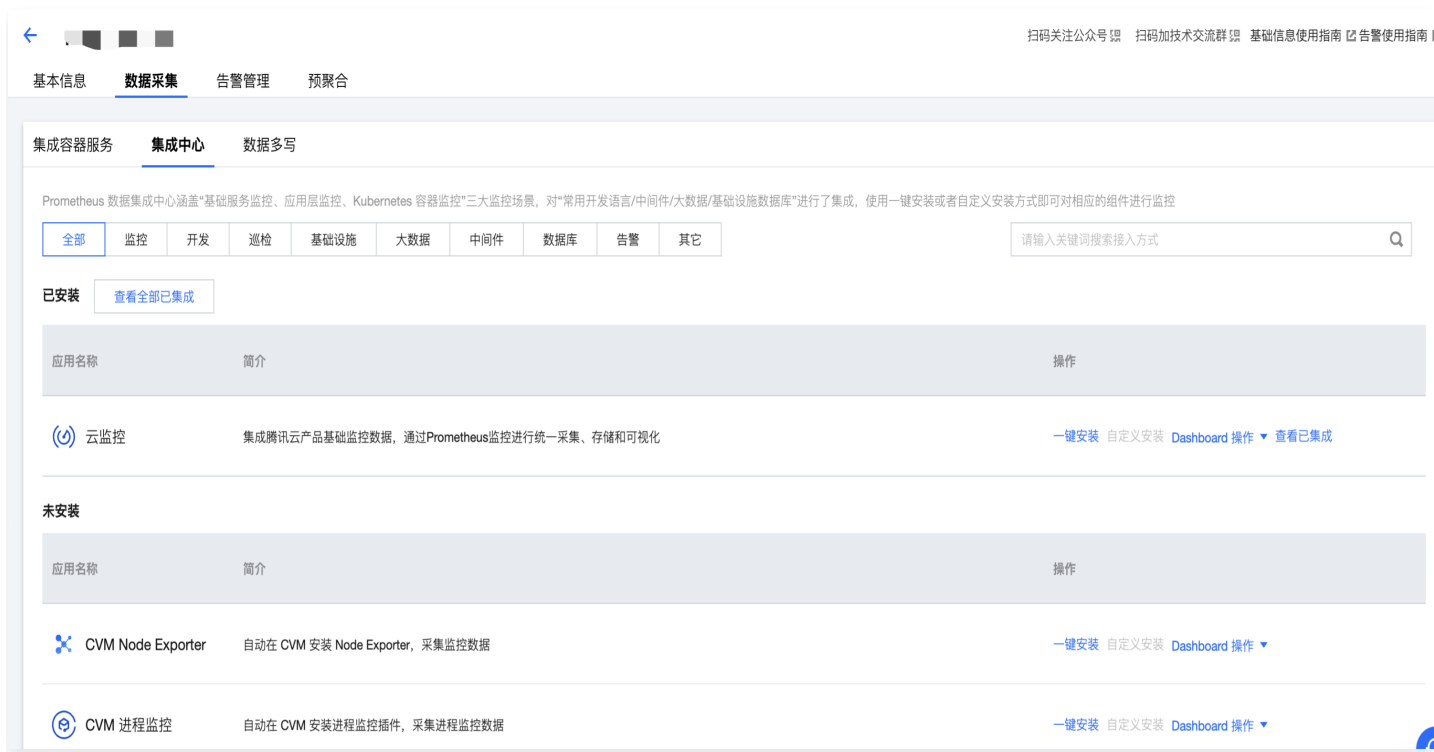 扫码关注公众号 扫码加技术交流群 基础信息使用指南 告警使用指南
基本信息 数据采集 告警管理 预聚合
集成容器服务 集成中心 数据多写
Prometheus 数据集成中心涵盖“基础服务监控、应用层监控、Kubernetes 容器监控”三大监控场景，对“常用开发语言/中间件/大数据/基础设施数据库”进行了集成，使用一键安装或者自定义安装方式即可对相应的组件进行监控
全部 监控 开发 巡检 基础设施 大数据 中间件 数据库 告警 其它 请输入关键词搜索接入方式
已安装 查看全部已集成
应用名称 简介 操作
云监控 集成腾讯云产品基础监控数据，通过Prometheus监控进行统一采集、存储和可视化 一键安装 自定义安装 Dashboard 操作 查看已集成
未安装
应用名称 简介 操作
CVM Node Exporter 自动在 CVM 安装 Node Exporter，采集监控数据 一键安装 自定义安装 Dashboard 操作
CVM 进程监控 自动在 CVM 安装进程监控插件，采集进程监控数据 一键安装 自定义安装 Dashboard 操作